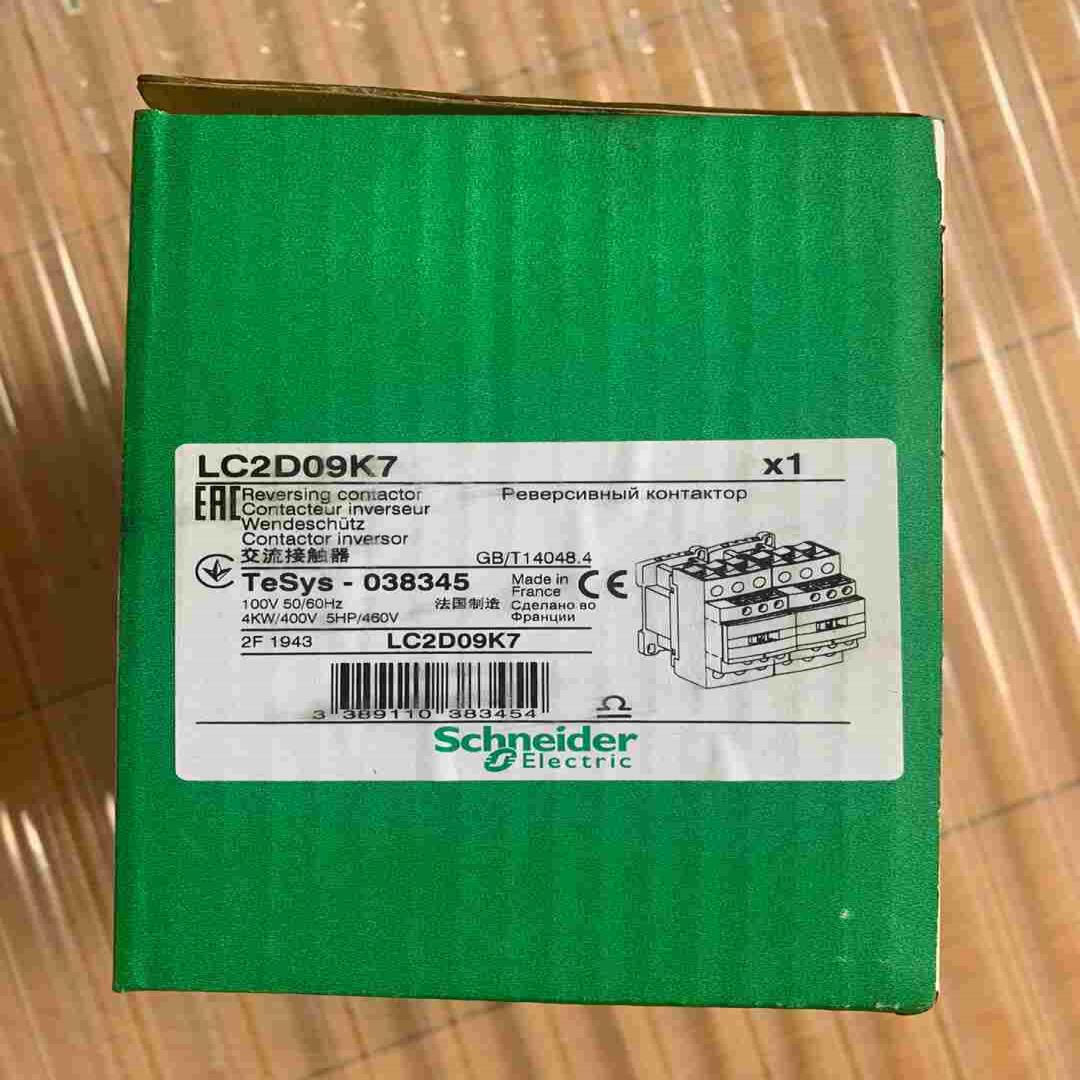 LC2D09K7 x1
EAC Reversing contactor Реверсивный контактор
Contacteur inverseur
Wendeschütz
Contactor inversor
交流接触器 GB/T14048.4
TeSys - 038345 Made in France CE
100V 50/60Hz 法国制造 Сделано во Франции
4KW/400V 5HP/460V
2F 1943 LC2D09K7
3 389110 383454
Schneider
Electric